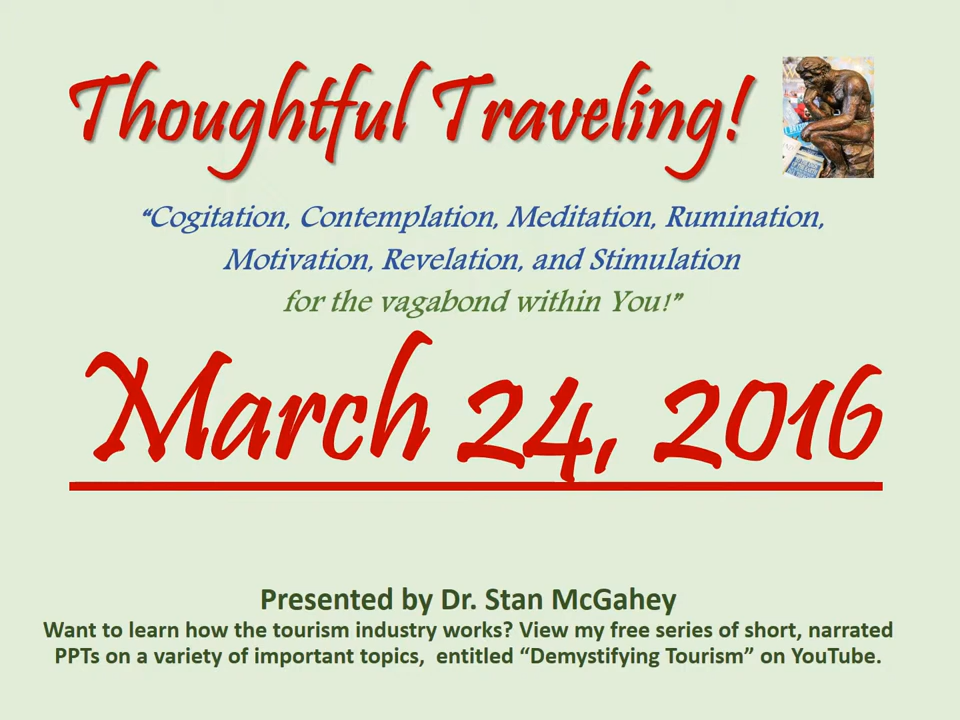 Thoughtful Traveling!
“Cogitation, Contemplation, Meditation, Rumination,
Motivation, Revelation, and Stimulation
for the vagabond within You!”
March 24, 2016
Presented by Dr. Stan McGahey
Want to learn how the tourism industry works? View my free series of short, narrated
PPTs on a variety of important topics,  entitled “Demystifying Tourism” on YouTube.